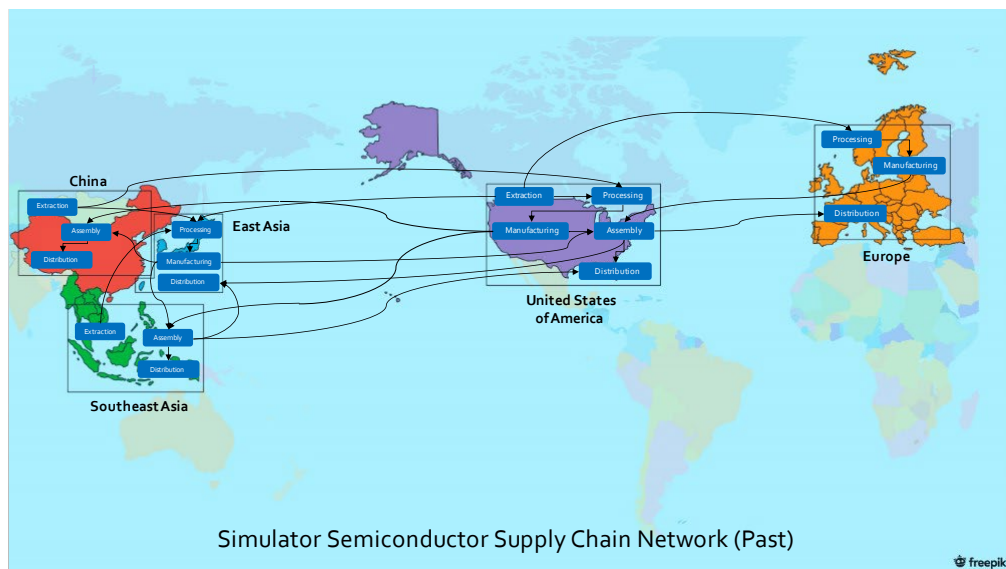 China
Extraction
Assembly
Distribution
East Asia
Processing
Manufacturing
Distribution
Extraction
Assembly
Distribution
Southeast Asia
Extraction
Processing
Manufacturing
Assembly
Distribution
United States
of America
Processing
Manufacturing
Distribution
Europe
Simulator Semiconductor Supply Chain Network (Past)
freepik